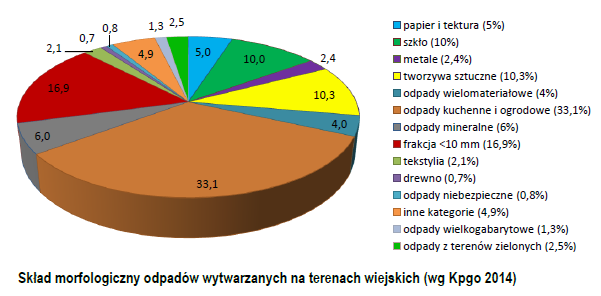 2,5
1,3
0,8
0,7
2,1
4,9
5,0
10,0
2,4
10,3
4,0
33,1
6,0
16,9
papier i tektura (5%)
szkło (10%)
metale (2,4%)
tworzywa sztuczne (10,3%)
odpady wielomateriałowe (4%)
odpady kuchenne i ogrodowe (33,1%)
odpady mineralne (6%)
frakcja <10 mm (16,9%)
tekstylia (2,1%)
drewno (0,7%)
odpady niebezpieczne (0,8%)
inne kategorie (4,9%)
odpady wielkogabarytowe (1,3%)
odpady z terenów zielonych (2,5%)
Skład morfologiczny odpadów wytwarzanych na terenach wiejskich (wg Kpgo 2014)